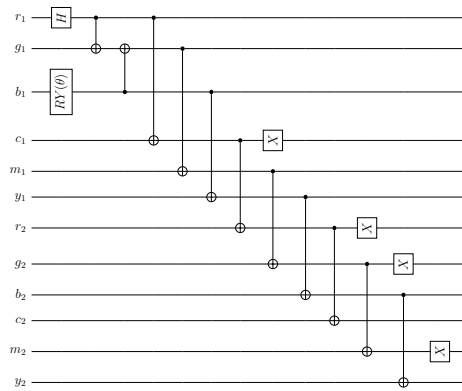 r₁ H
g₁
b₁ RY(θ)
c₁ X
m₁
y₁
r₂ X
g₂ X
b₂
c₂
m₂ X
y₂